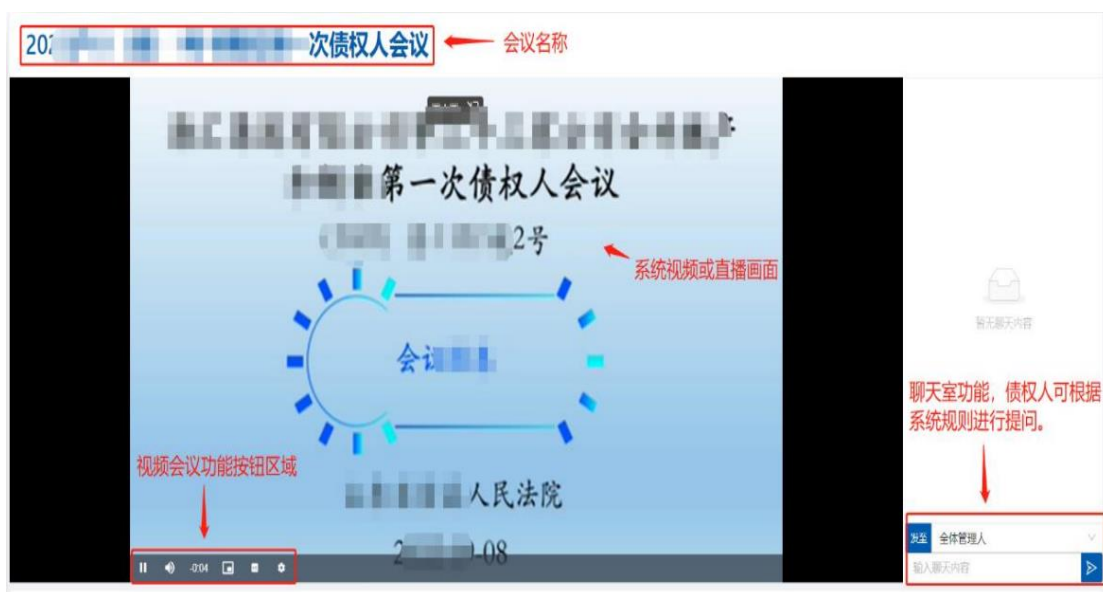 202
次债权人会议
会议名称
第一次债权人会议
2号
系统视频或直播画面
会议
暂无聊天内容
聊天室功能，债权人可根据
系统规则进行提问。
视频会议功能按钮区域
人民法院
2
-08
-0:04
发至 全体管理人
输入聊天内容